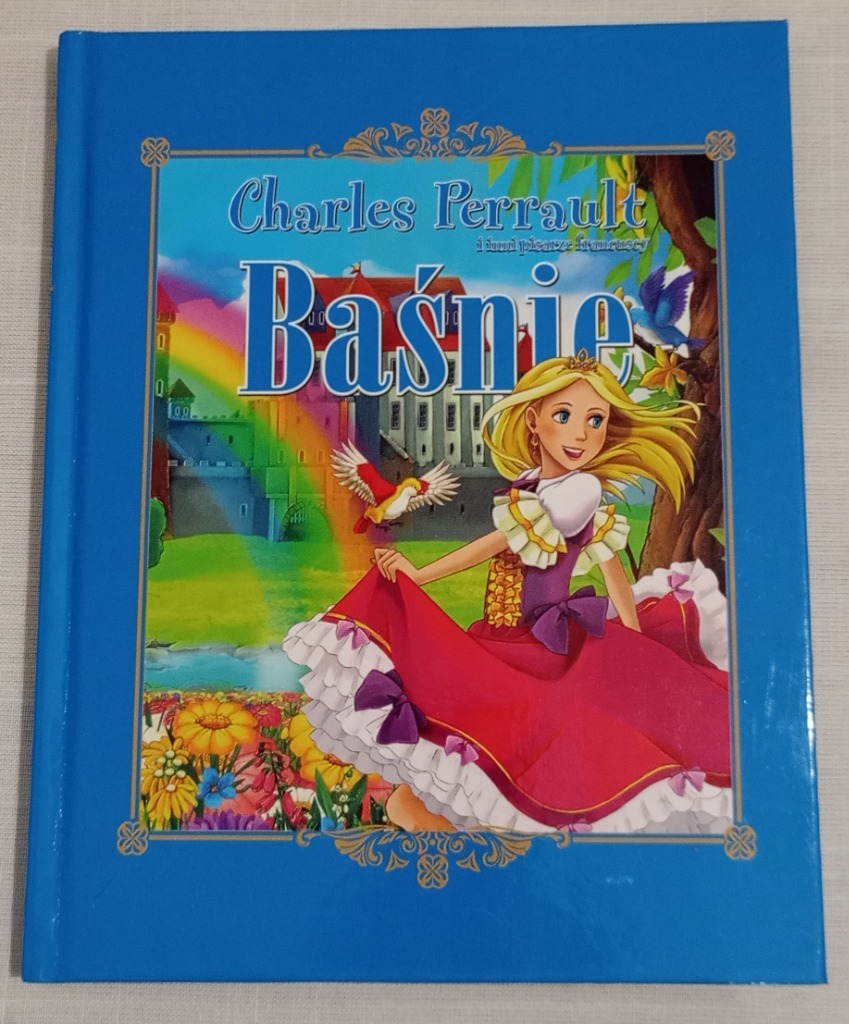 Charles Perrault
i inni pisarze francuscy
Baśnie